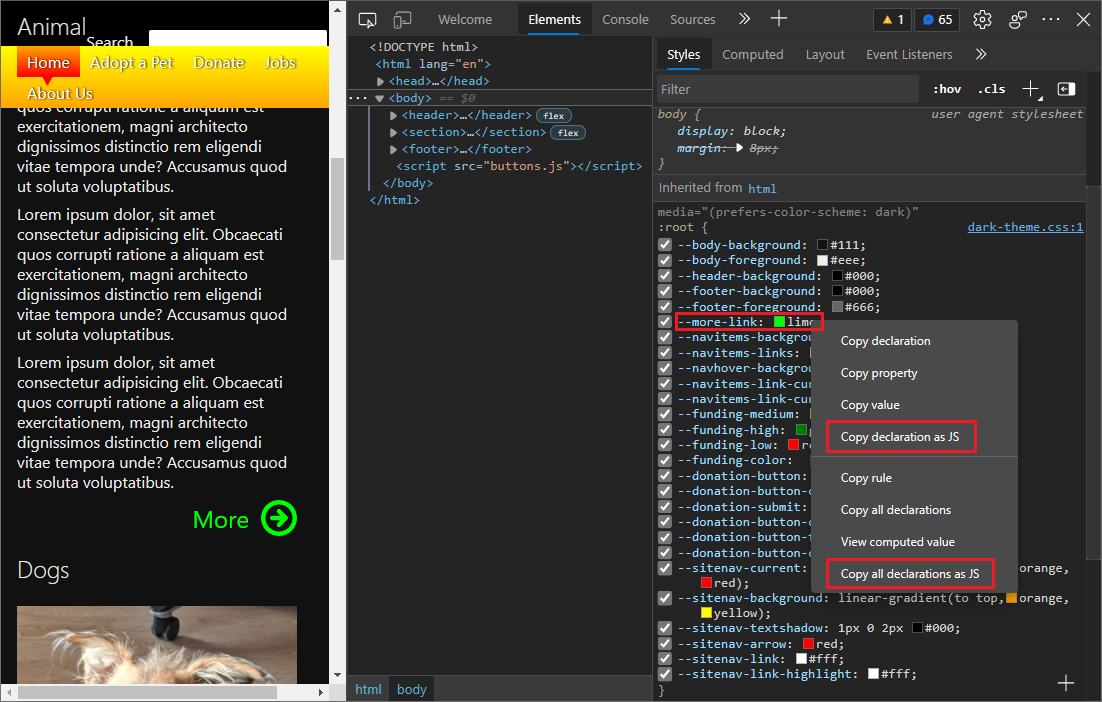 Animal
Search
Home Adopt a Pet Donate Jobs
About Us
quos corrupti ratione a aliquam est
exercitationem, magni architecto
dignissimos distinctio rem eligendi
vitae tempora unde? Accusamus quod
ut soluta voluptatibus.
Lorem ipsum dolor, sit amet
consectetur adipisicing elit. Obcaecati
quos corrupti ratione a aliquam est
exercitationem, magni architecto
dignissimos distinctio rem eligendi
vitae tempora unde? Accusamus quod
ut soluta voluptatibus.
Lorem ipsum dolor, sit amet
consectetur adipisicing elit. Obcaecati
quos corrupti ratione a aliquam est
exercitationem, magni architecto
dignissimos distinctio rem eligendi
vitae tempora unde? Accusamus quod
ut soluta voluptatibus.
More
Dogs
Welcome Elements Console Sources 1 65
<!DOCTYPE html>
<html lang="en">
<head>…</head>
<body> == $0
<header>…</header> flex
<section>…</section> flex
<footer>…</footer>
<script src="buttons.js"></script>
</body>
</html>
html body
Styles Computed Layout Event Listeners
Filter :hov .cls
body { user agent stylesheet
display: block;
margin: 8px;
}
Inherited from html
media="(prefers-color-scheme: dark)"
:root { dark-theme.css:1
--body-background: #111;
--body-foreground: #eee;
--header-background: #000;
--footer-background: #000;
--footer-foreground: #666;
--more-link: lime
--navitems-backgrou
--navitems-links:
--navhover-backgrou
--navitems-link-cur
--navitems-link-cur
--funding-medium:
--funding-high: g
--funding-low: re
--funding-color:
--donation-button:
--donation-button-c
--donation-submit:
--donation-button-c
--donation-button-t
--donation-button-c
--sitenav-current: orange,
red);
--sitenav-background: linear-gradient(to top, orange,
yellow);
--sitenav-textshadow: 1px 0 2px #000;
--sitenav-arrow: red;
--sitenav-link: #fff;
--sitenav-link-highlight: #fff;
}
Copy declaration
Copy property
Copy value
Copy declaration as JS
Copy rule
Copy all declarations
View computed value
Copy all declarations as JS